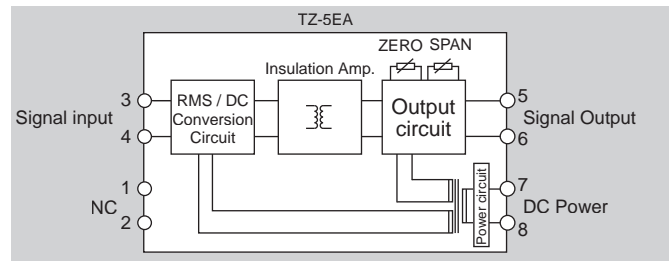 TZ-5EA
ZERO SPAN
Insulation Amp.
Signal input
3
4
RMS / DC
Conversion
Circuit
Output
circuit
5
6
Signal Output
1
2
NC
Power circuit
7
8
DC Power